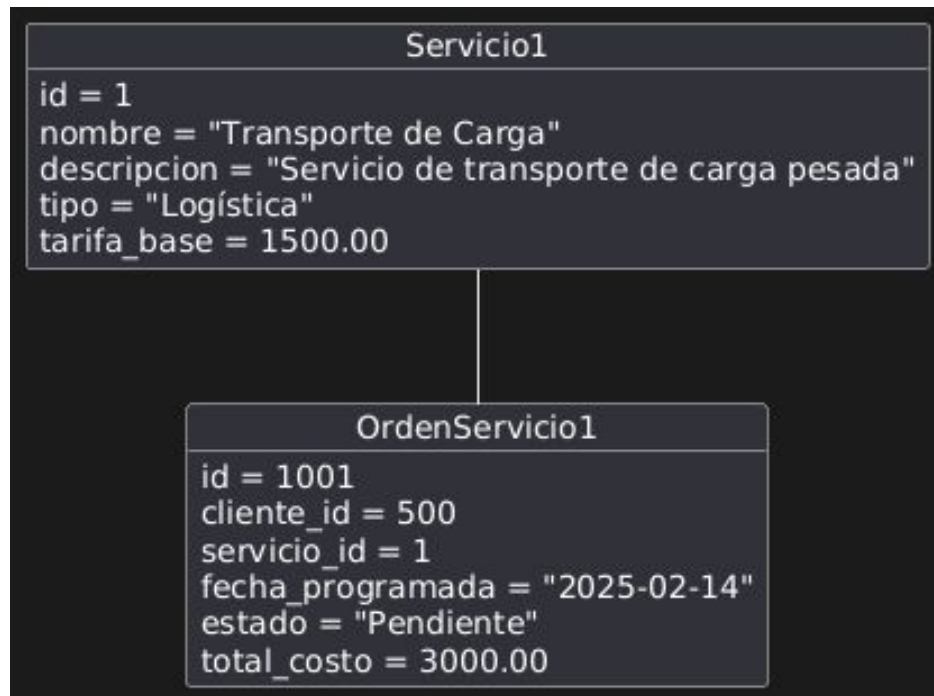 Servicio1
id = 1
nombre = "Transporte de Carga"
descripcion = "Servicio de transporte de carga pesada"
tipo = "Logística"
tarifa_base = 1500.00
OrdenServicio1
id = 1001
cliente_id = 500
servicio_id = 1
fecha_programada = "2025-02-14"
estado = "Pendiente"
total_costo = 3000.00